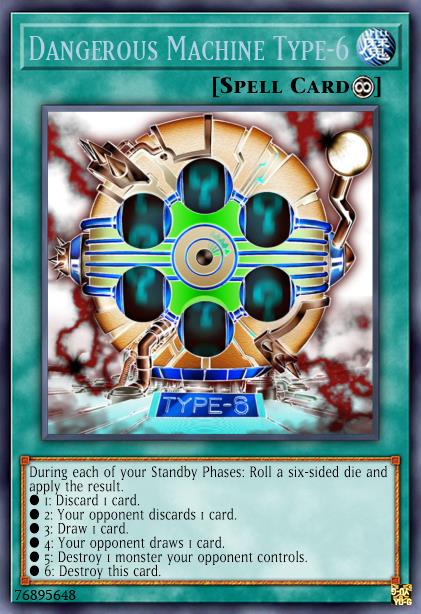 Dangerous Machine Type-6
魔
[Spell Card]
TYPE-6
During each of your Standby Phases: Roll a six-sided die and
apply the result.
● 1: Discard 1 card.
● 2: Your opponent discards 1 card.
● 3: Draw 1 card.
● 4: Your opponent draws 1 card.
● 5: Destroy 1 monster your opponent controls.
● 6: Destroy this card.
76895648